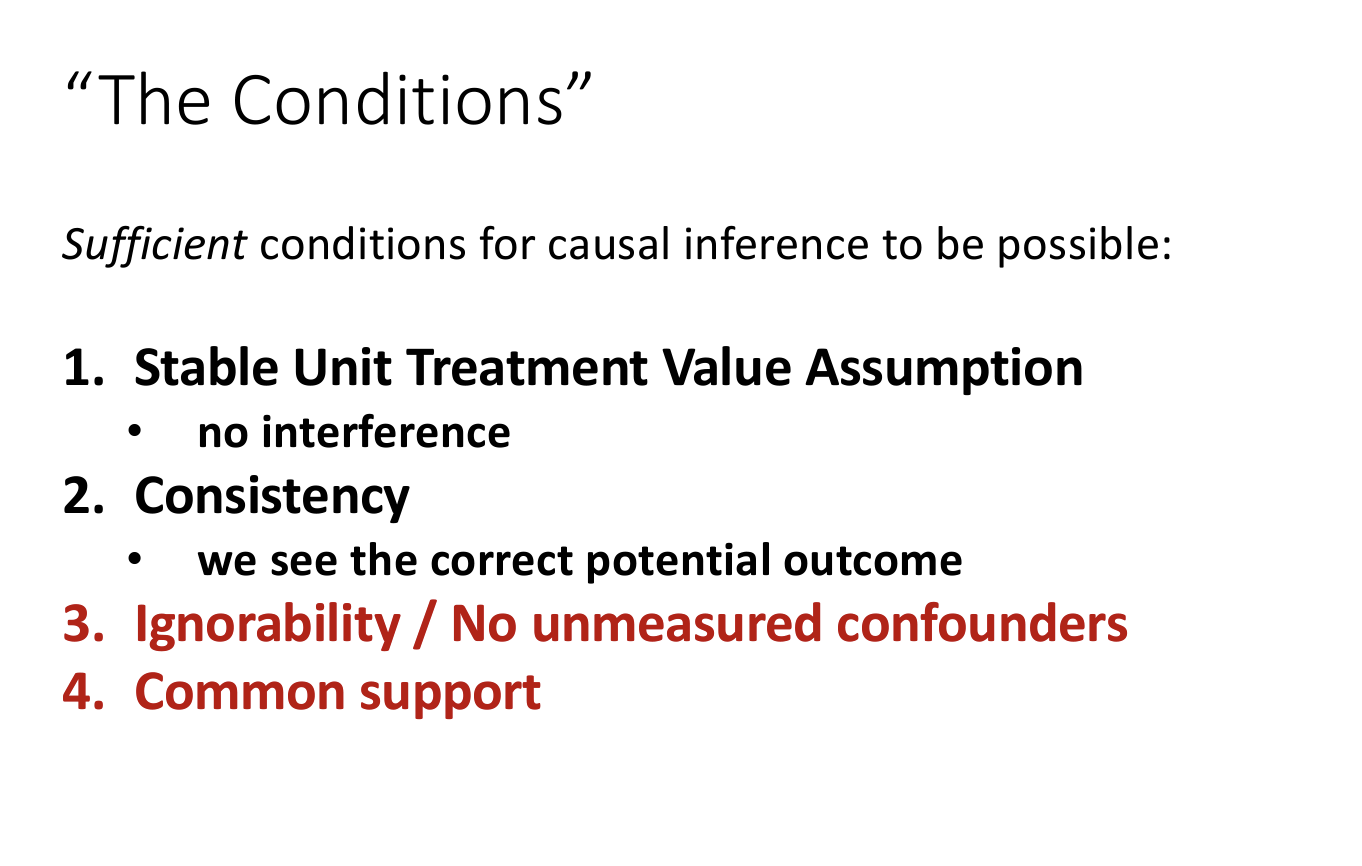 “The Conditions”
Sufficient conditions for causal inference to be possible:
1. Stable Unit Treatment Value Assumption
• no interference
2. Consistency
• we see the correct potential outcome
3. Ignorability / No unmeasured confounders
4. Common support